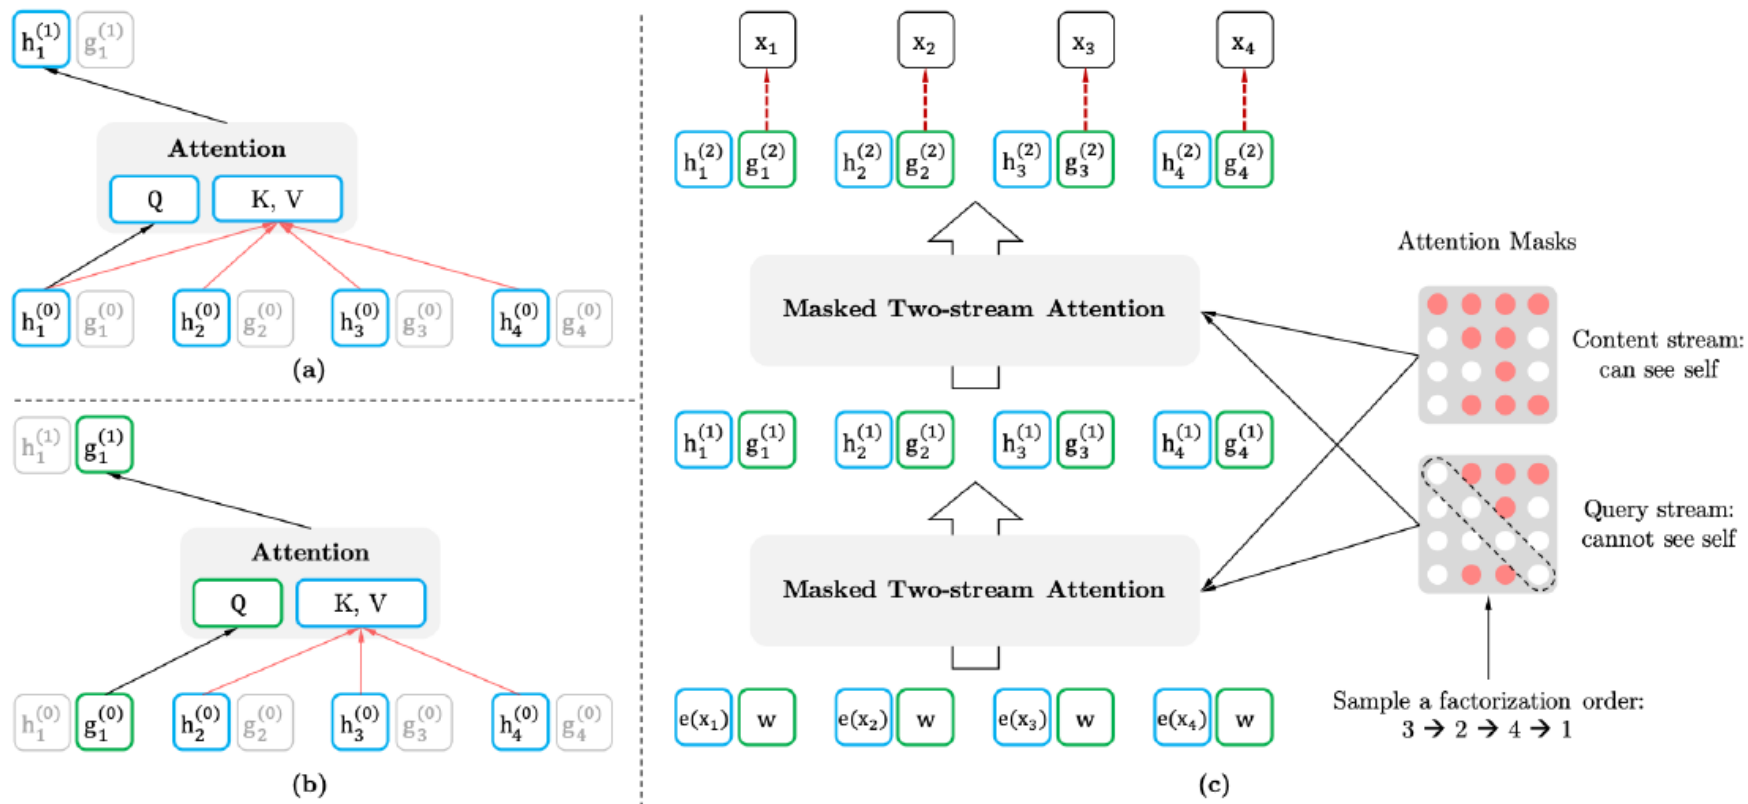 h₁⁽¹⁾ g₁⁽¹⁾
Attention
Q K, V
h₁⁽⁰⁾ g₁⁽⁰⁾ h₂⁽⁰⁾ g₂⁽⁰⁾ h₃⁽⁰⁾ g₃⁽⁰⁾ h₄⁽⁰⁾ g₄⁽⁰⁾
(a)
h₁⁽¹⁾ g₁⁽¹⁾
Attention
Q K, V
h₁⁽⁰⁾ g₁⁽⁰⁾ h₂⁽⁰⁾ g₂⁽⁰⁾ h₃⁽⁰⁾ g₃⁽⁰⁾ h₄⁽⁰⁾ g₄⁽⁰⁾
(b)
x₁ x₂ x₃ x₄
h₁⁽²⁾ g₁⁽²⁾ h₂⁽²⁾ g₂⁽²⁾ h₃⁽²⁾ g₃⁽²⁾ h₄⁽²⁾ g₄⁽²⁾
Masked Two-stream Attention
h₁⁽¹⁾ g₁⁽¹⁾ h₂⁽¹⁾ g₂⁽¹⁾ h₃⁽¹⁾ g₃⁽¹⁾ h₄⁽¹⁾ g₄⁽¹⁾
Masked Two-stream Attention
e(x₁) w e(x₂) w e(x₃) w e(x₄) w
(c)
Attention Masks
Content stream:
can see self
Query stream:
cannot see self
Sample a factorization order:
3 → 2 → 4 → 1